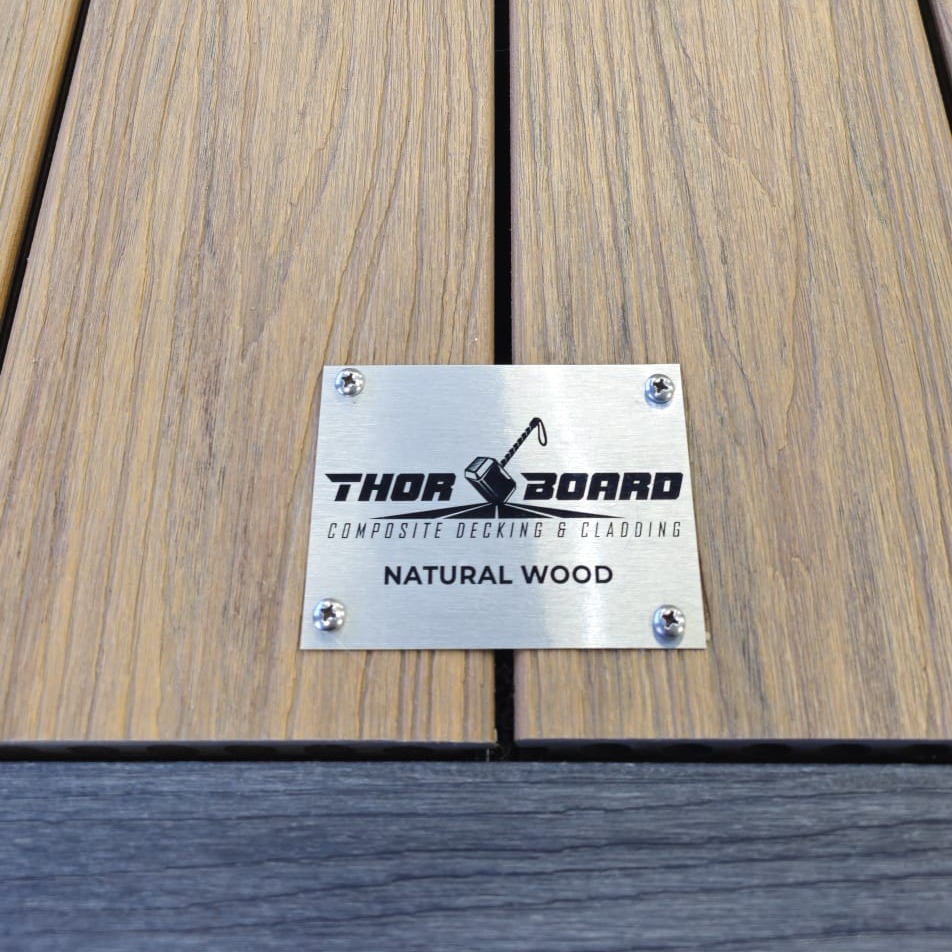 THOR BOARD
COMPOSITE DECKING & CLADDING
NATURAL WOOD